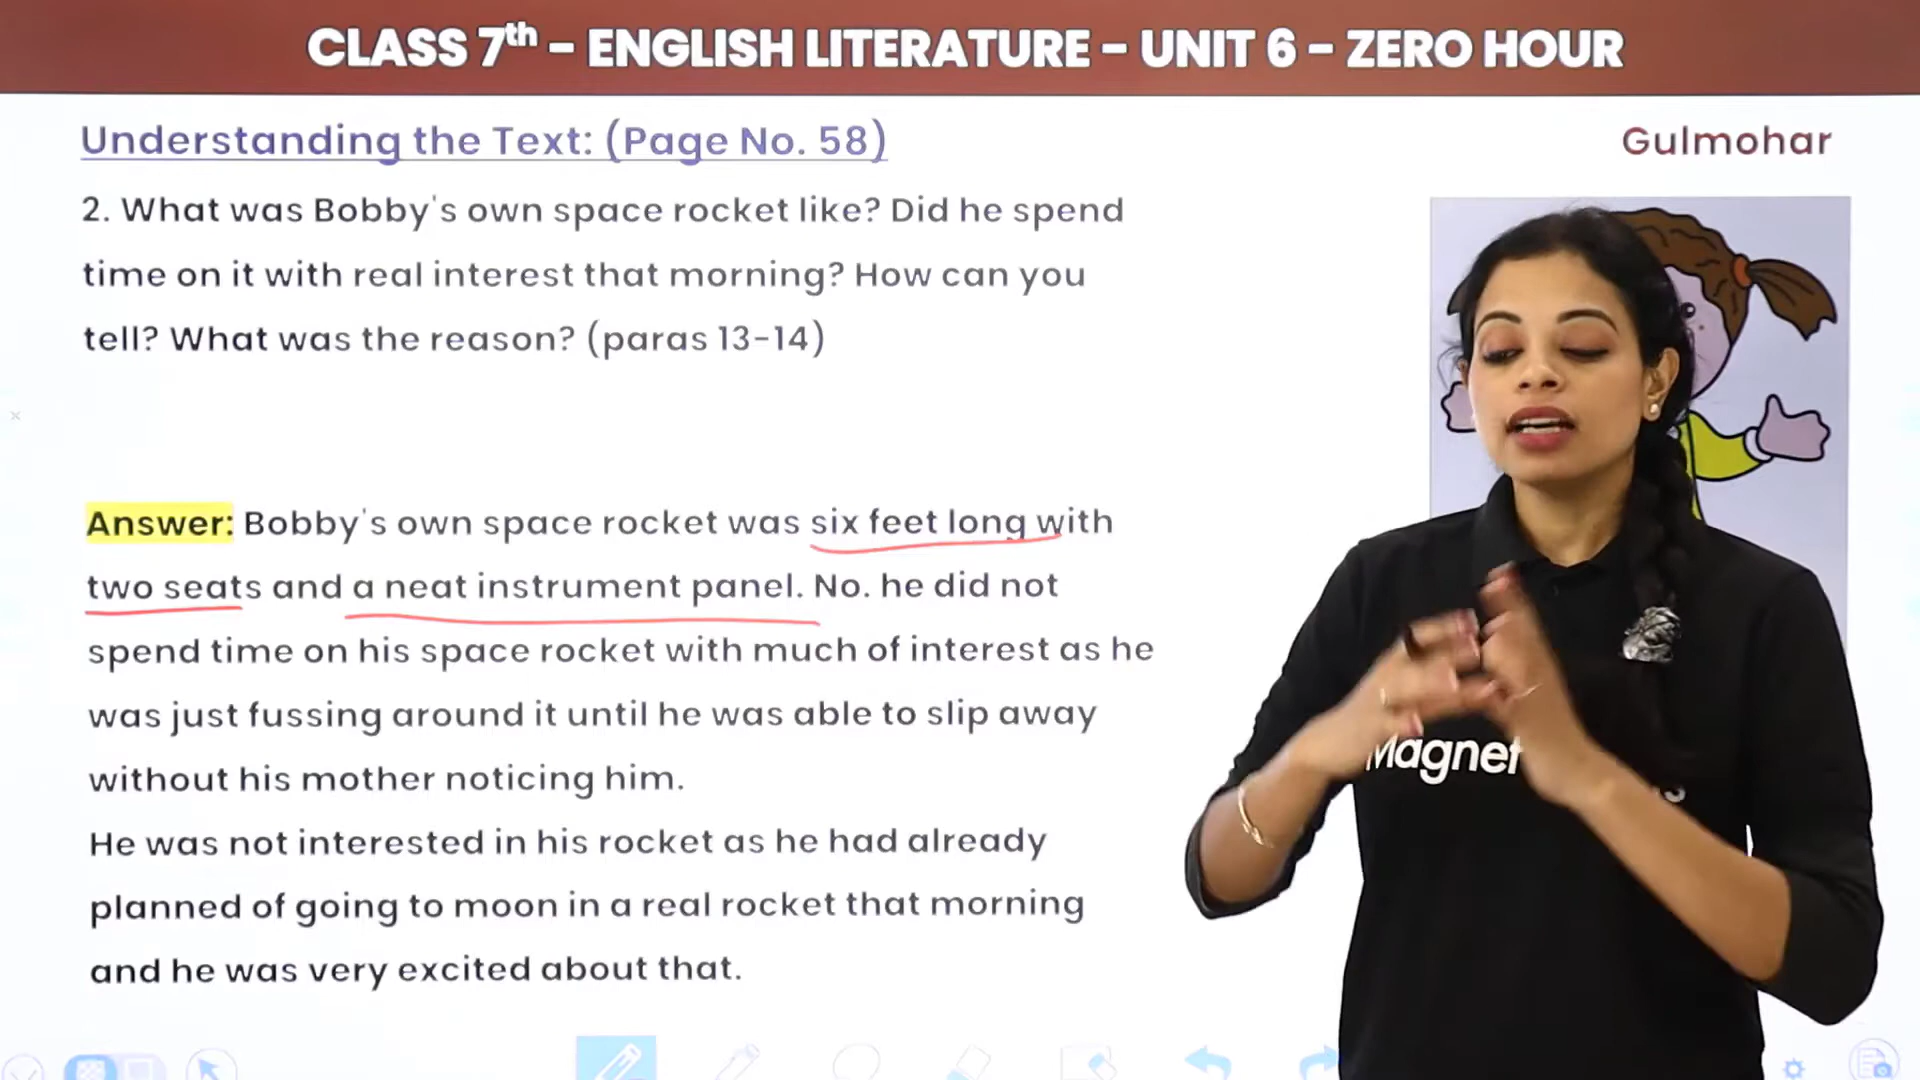 CLASS 7th – ENGLISH LITERATURE – UNIT 6 – ZERO HOUR
Understanding the Text: (Page No. 58)
Gulmohar
2. What was Bobby's own space rocket like? Did he spend
time on it with real interest that morning? How can you
tell? What was the reason? (paras 13-14)
Answer: Bobby's own space rocket was six feet long with
two seats and a neat instrument panel. No. he did not
spend time on his space rocket with much of interest as he
was just fussing around it until he was able to slip away
without his mother noticing him.
He was not interested in his rocket as he had already
planned of going to moon in a real rocket that morning
and he was very excited about that.
Magnet